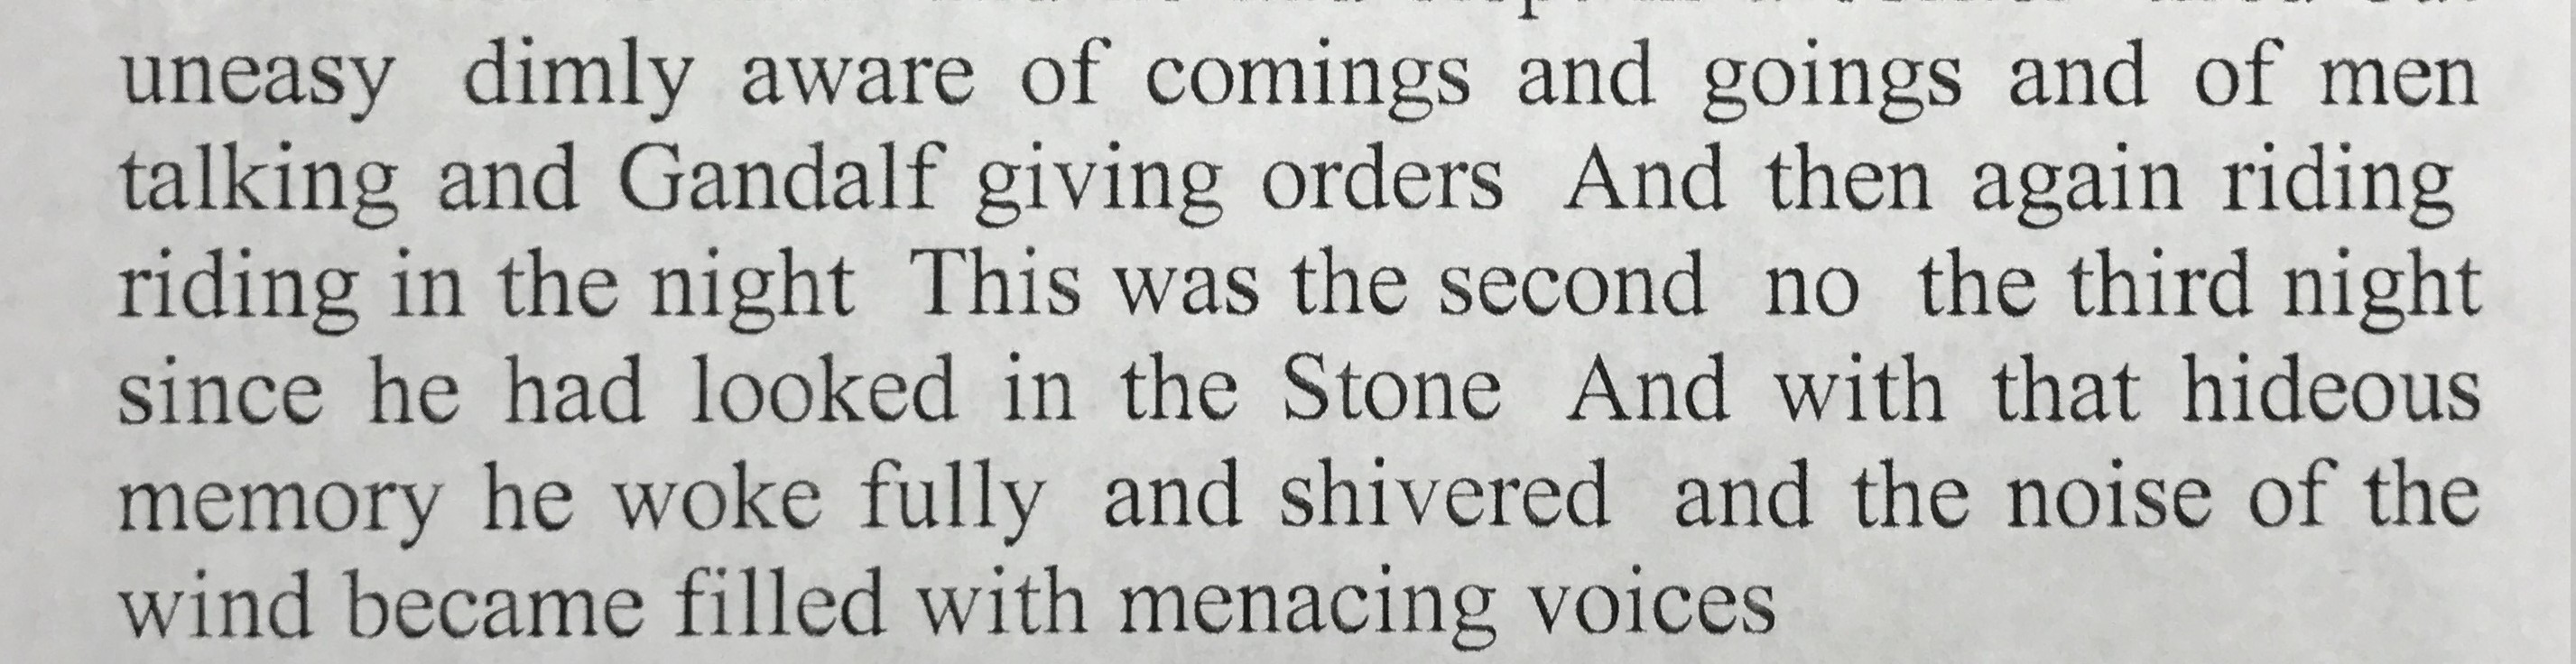 uneasy dimly aware of comings and goings and of men
talking and Gandalf giving orders And then again riding
riding in the night This was the second no the third night
since he had looked in the Stone And with that hideous
memory he woke fully and shivered and the noise of the
wind became filled with menacing voices